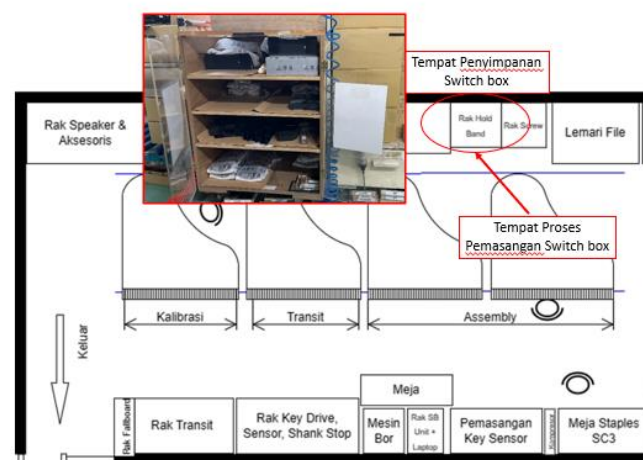 Tempat Penyimpanan
Switch box
Rak Speaker &
Aksesoris
Rak Hold
Band
Rak Screw
Lemari File
Tempat Proses
Pemasangan Switch box
Kalibrasi
Transit
Assembly
Keluar
Meja
Rak Fallboard
Rak Transit
Rak Key Drive,
Sensor, Shank Stop
Mesin
Bor
Rak SB
Unit +
Laptop
Pemasangan
Key Sensor
Kompresor
Meja Staples
SC3